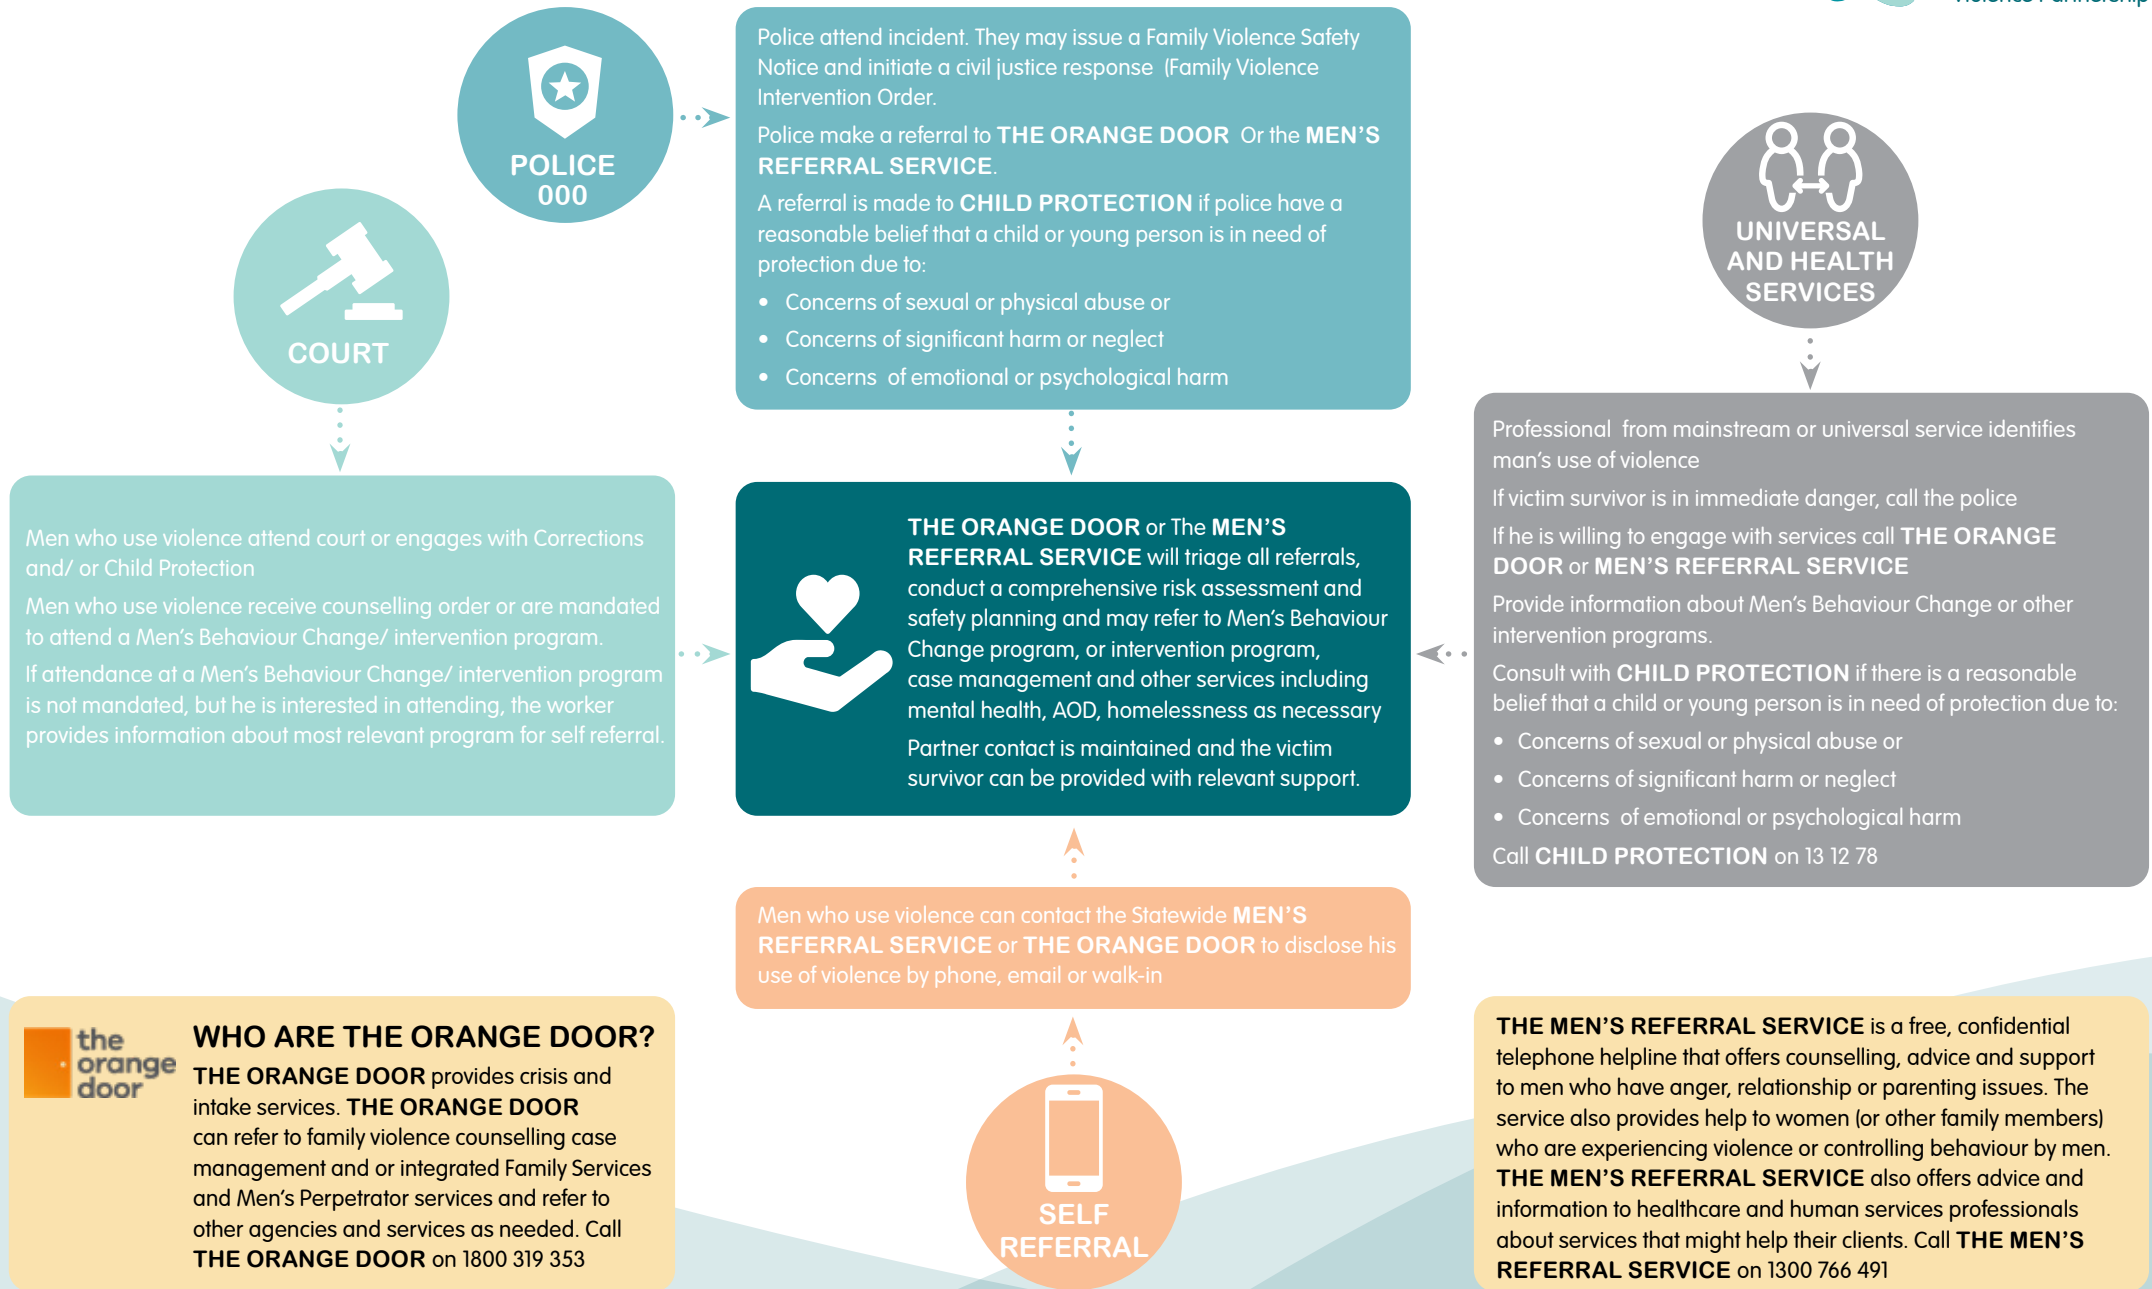 Violence Partnership
POLICE
000
Police attend incident. They may issue a Family Violence Safety
Notice and initiate a civil justice response  (Family Violence
Intervention Order.
Police make a referral to THE ORANGE DOOR  Or the MEN'S
REFERRAL SERVICE.
A referral is made to CHILD PROTECTION if police have a
reasonable belief that a child or young person is in need of
protection due to:
• Concerns of sexual or physical abuse or
• Concerns of significant harm or neglect
• Concerns  of emotional or psychological harm
COURT
Men who use violence attend court or engages with Corrections
and/ or Child Protection
Men who use violence receive counselling order or are mandated
to attend a Men's Behaviour Change/ intervention program.
If attendance at a Men's Behaviour Change/ intervention program
is not mandated, but he is interested in attending, the worker
provides information about most relevant program for self referral.
THE ORANGE DOOR or The MEN'S
REFERRAL SERVICE will triage all referrals,
conduct a comprehensive risk assessment and
safety planning and may refer to Men's Behaviour
Change program, or intervention program,
case management and other services including
mental health, AOD, homelessness as necessary
Partner contact is maintained and the victim
survivor can be provided with relevant support.
UNIVERSAL
AND HEALTH
SERVICES
Professional  from mainstream or universal service identifies
man's use of violence
If victim survivor is in immediate danger, call the police
If he is willing to engage with services call THE ORANGE
DOOR or MEN'S REFERRAL SERVICE
Provide information about Men's Behaviour Change or other
intervention programs.
Consult with CHILD PROTECTION if there is a reasonable
belief that a child or young person is in need of protection due to:
• Concerns of sexual or physical abuse or
• Concerns of significant harm or neglect
• Concerns  of emotional or psychological harm
Call CHILD PROTECTION on 13 12 78
Men who use violence can contact the Statewide MEN'S
REFERRAL SERVICE or THE ORANGE DOOR to disclose his
use of violence by phone, email or walk-in
SELF
REFERRAL
the
orange
door
WHO ARE THE ORANGE DOOR?
THE ORANGE DOOR provides crisis and
intake services. THE ORANGE DOOR
can refer to family violence counselling case
management and or integrated Family Services
and Men's Perpetrator services and refer to
other agencies and services as needed. Call
THE ORANGE DOOR on 1800 319 353
THE MEN'S REFERRAL SERVICE is a free, confidential
telephone helpline that offers counselling, advice and support
to men who have anger, relationship or parenting issues. The
service also provides help to women (or other family members)
who are experiencing violence or controlling behaviour by men.
THE MEN'S REFERRAL SERVICE also offers advice and
information to healthcare and human services professionals
about services that might help their clients. Call THE MEN'S
REFERRAL SERVICE on 1300 766 491